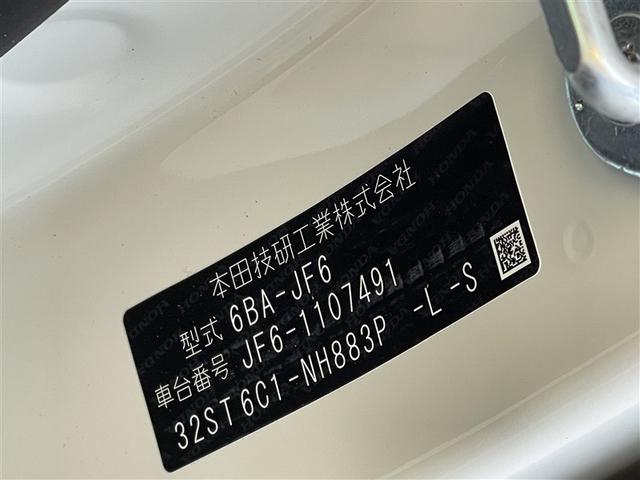 本田技研工業株式会社
型式 6BA-JF6
車台番号 JF6-1107491
32ST6C1-NH883P -L-S